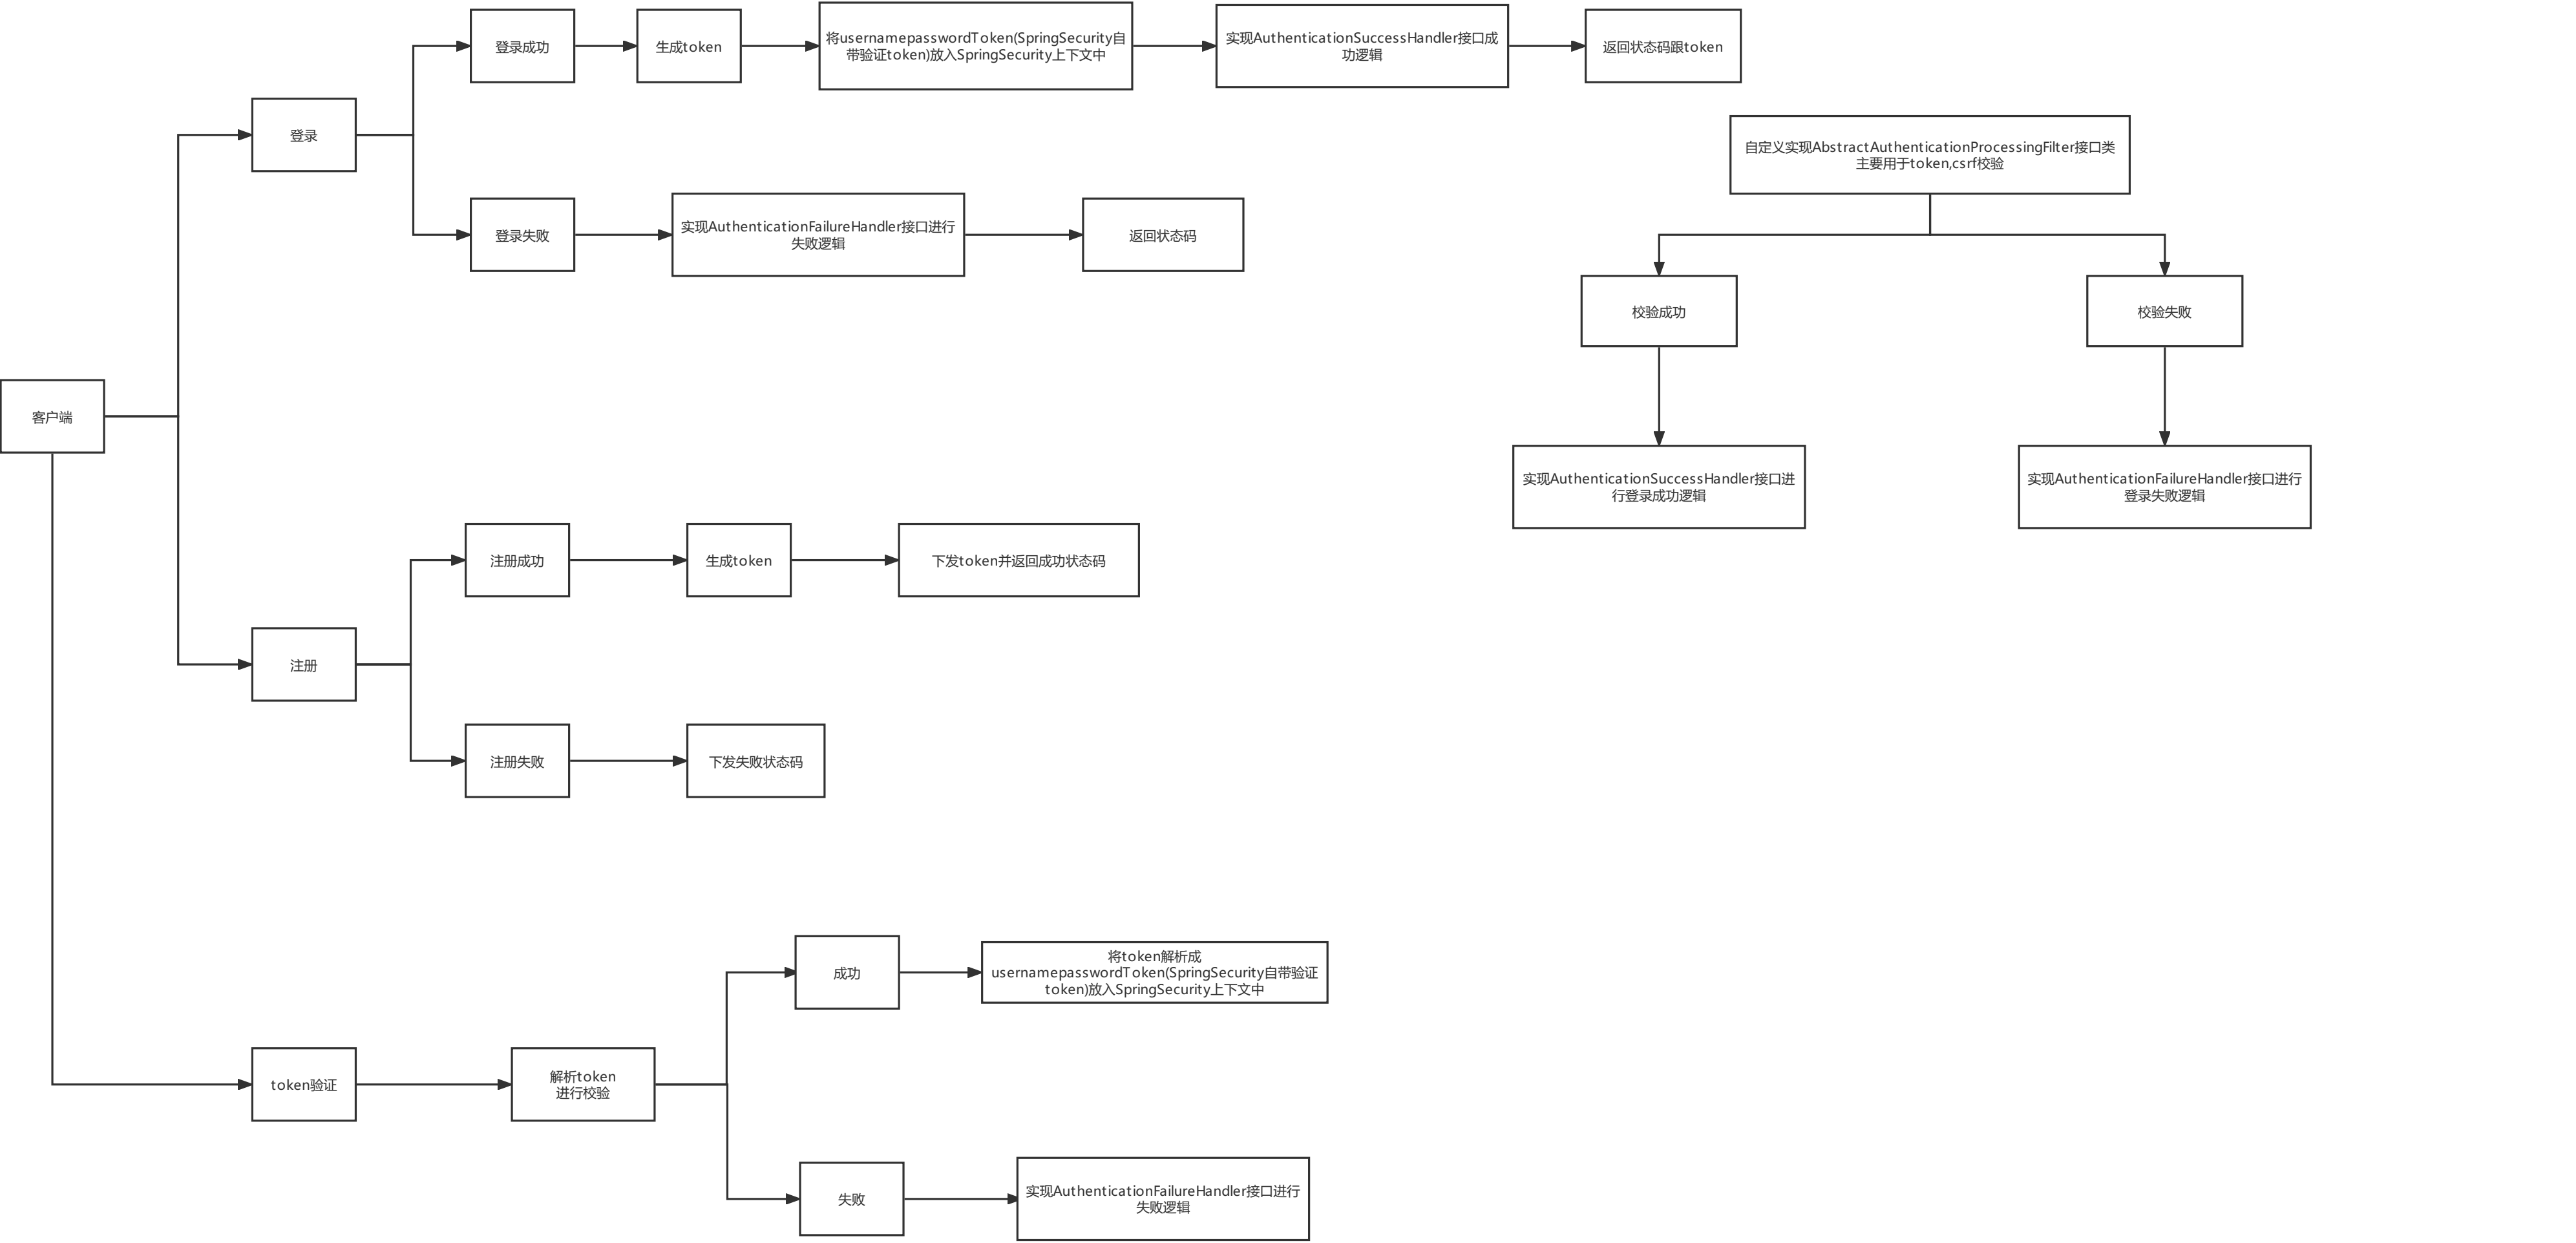 登录成功
生成token
将usernamepasswordToken(SpringSecurity自
带验证token)放入SpringSecurity上下文中
实现AuthenticationSuccessHandler接口成
功逻辑
返回状态码跟token
登录
自定义实现AbstractAuthenticationProcessingFilter接口类
主要用于token,csrf校验
登录失败
实现AuthenticationFailureHandler接口进行
失败逻辑
返回状态码
校验成功
校验失败
客户端
实现AuthenticationSuccessHandler接口进
行登录成功逻辑
实现AuthenticationFailureHandler接口进行
登录失败逻辑
注册成功
生成token
下发token并返回成功状态码
注册
注册失败
下发失败状态码
成功
将token解析成
usernamepasswordToken(SpringSecurity自带验证
token)放入SpringSecurity上下文中
token验证
解析token
进行校验
失败
实现AuthenticationFailureHandler接口进行
失败逻辑